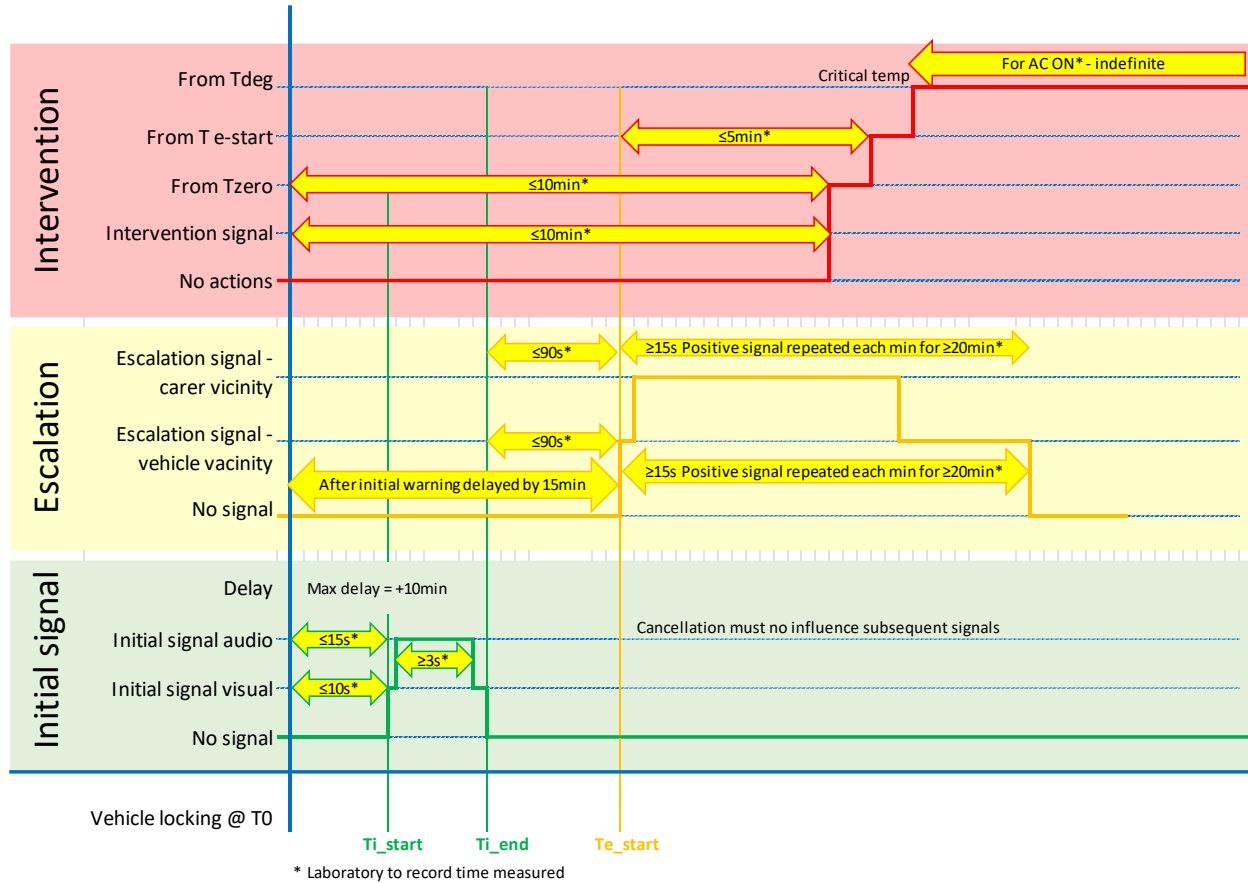 Intervention
From Tdeg
Critical temp
For AC ON* - indefinite
From T e-start
≤5min*
From Tzero
≤10min*
Intervention signal
≤10min*
No actions
Escalation
Escalation signal -
carer vicinity
≤90s*
≥15s Positive signal repeated each min for ≥20min*
Escalation signal -
vehicle vacinity
≤90s*
After initial warning delayed by 15min
≥15s Positive signal repeated each min for ≥20min*
No signal
Initial signal
Delay
Max delay = +10min
Initial signal audio
≤15s*
Cancellation must no influence subsequent signals
≥3s*
Initial signal visual
≤10s*
No signal
Vehicle locking @ T0
Ti_start
Ti_end
Te_start
* Laboratory to record time measured